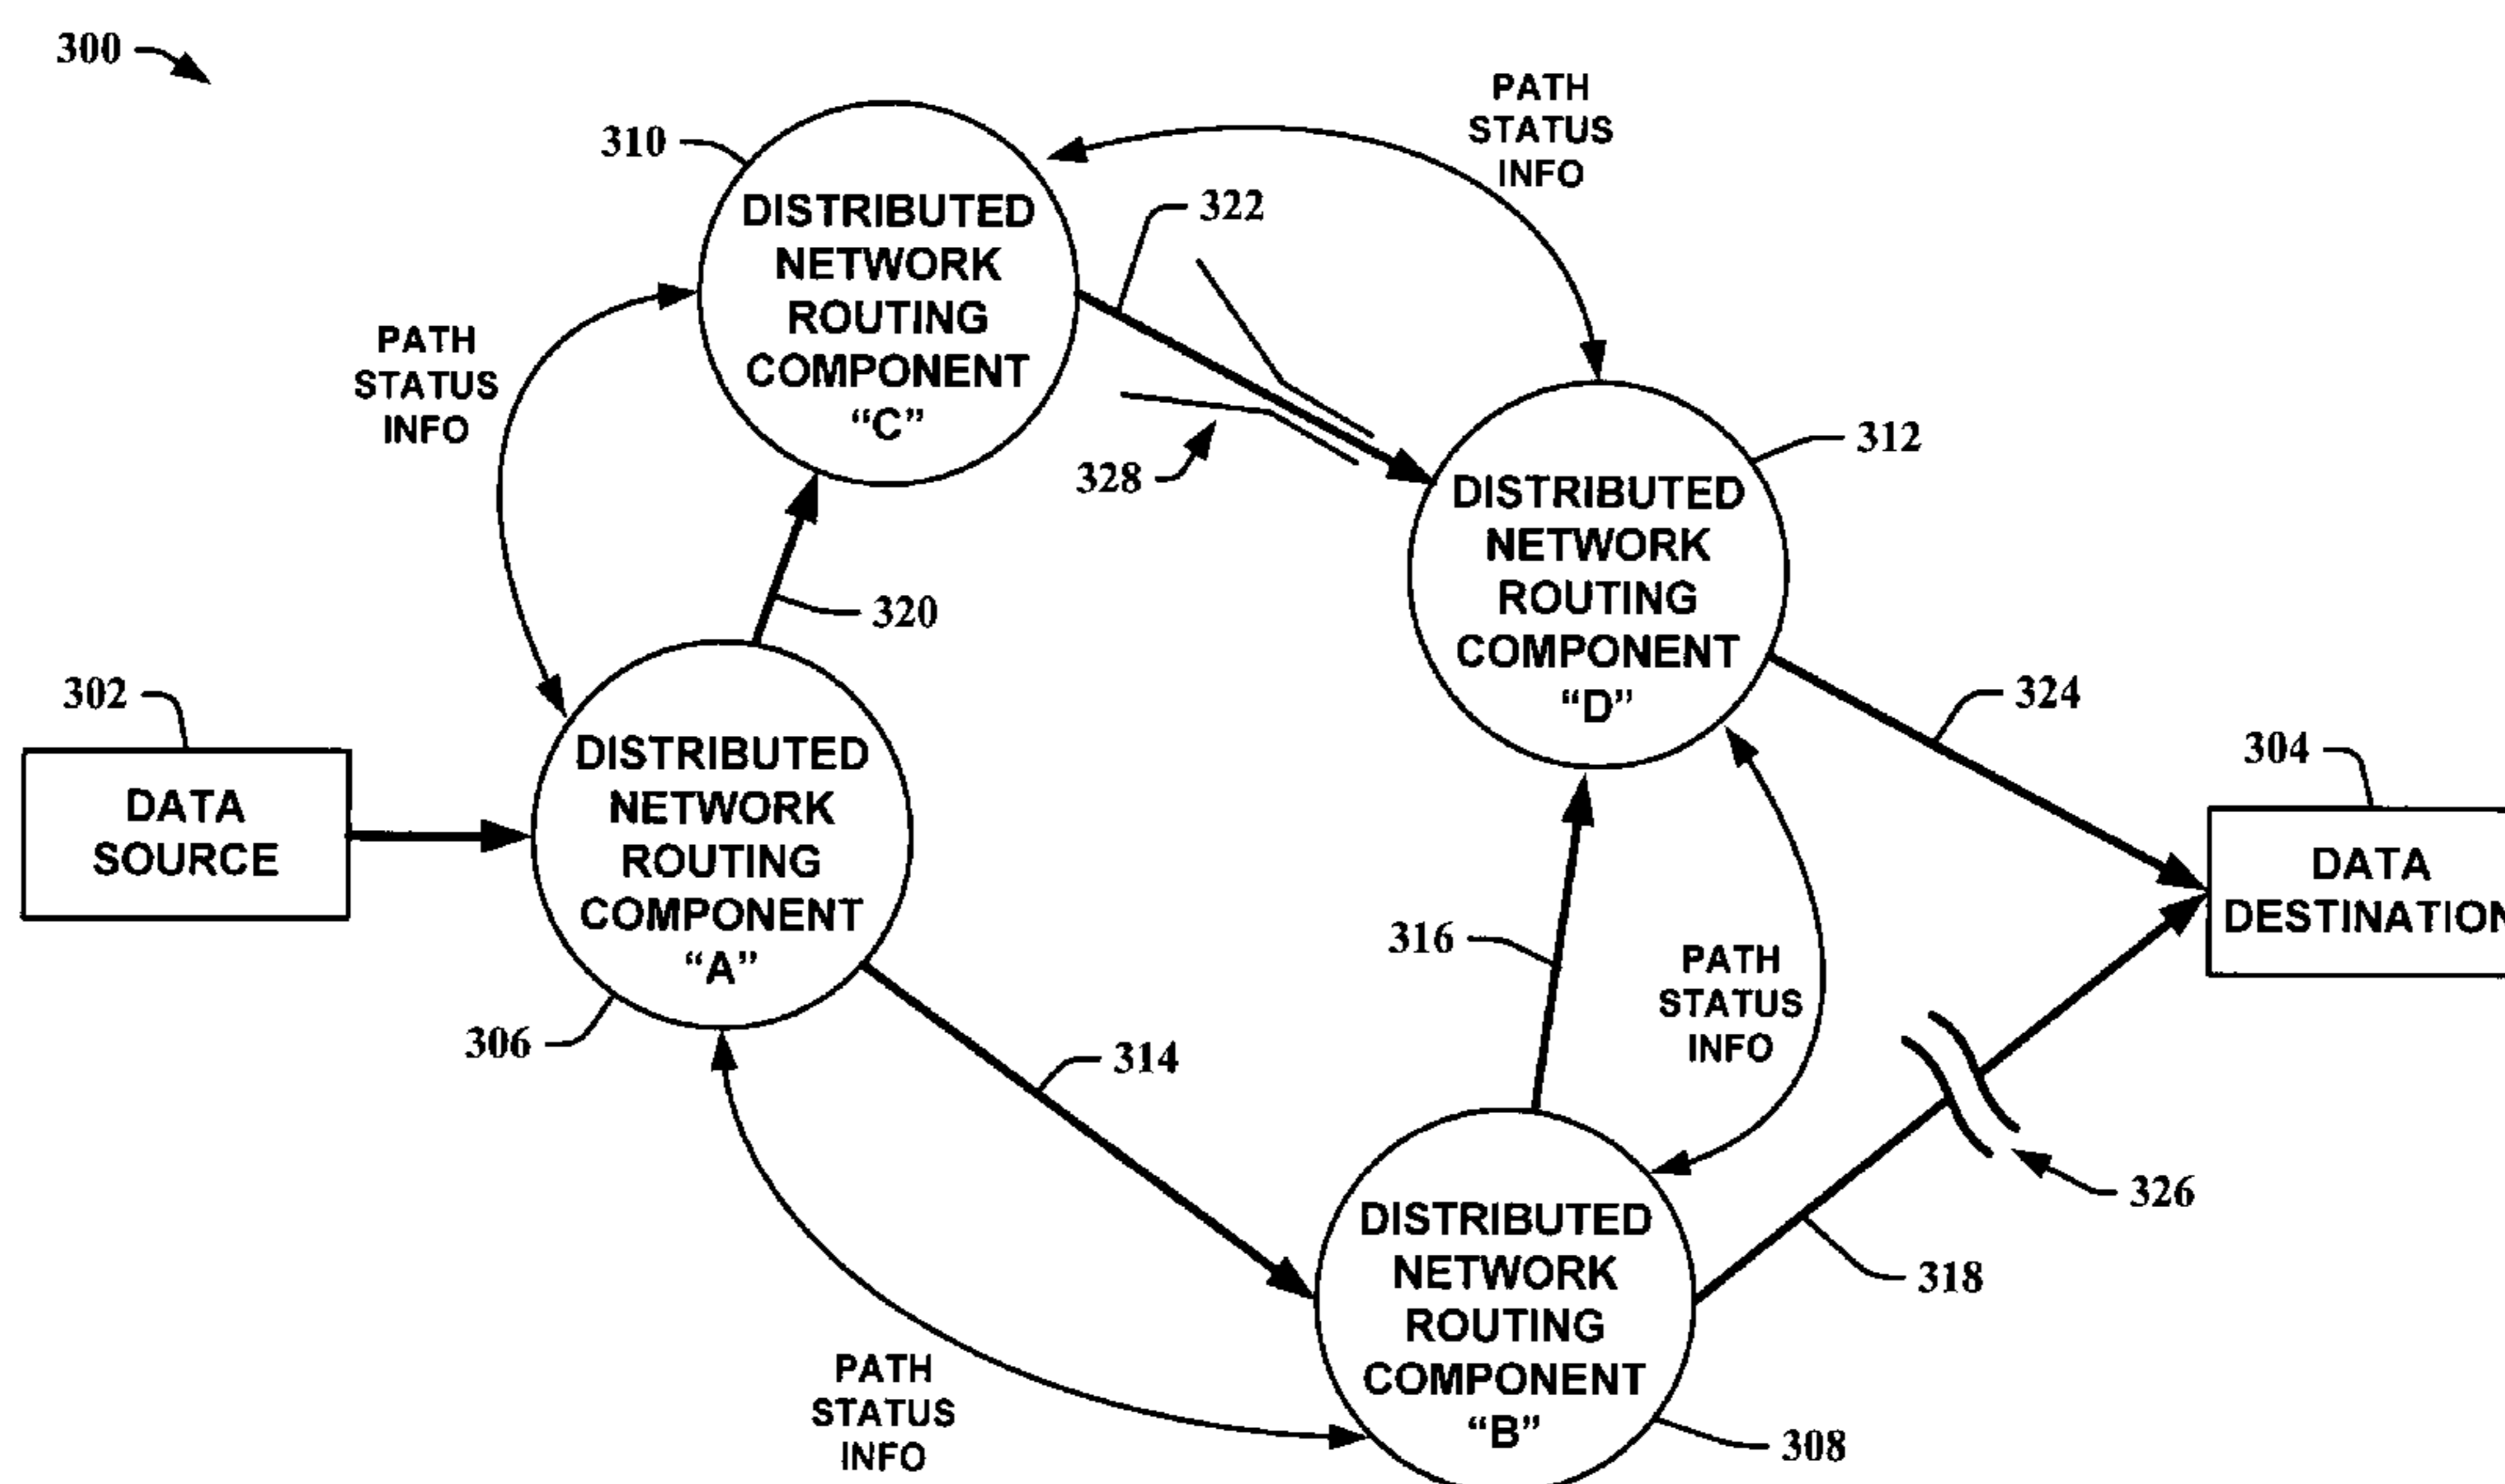 300
PATH
STATUS
INFO
310
DISTRIBUTED
NETWORK
ROUTING
COMPONENT
“C”
322
PATH
STATUS
INFO
328
312
DISTRIBUTED
NETWORK
ROUTING
COMPONENT
“D”
320
302
DATA
SOURCE
DISTRIBUTED
NETWORK
ROUTING
COMPONENT
“A”
306
324
304
DATA
DESTINATION
316
PATH
STATUS
INFO
314
326
318
DISTRIBUTED
NETWORK
ROUTING
COMPONENT
“B”
308
PATH
STATUS
INFO